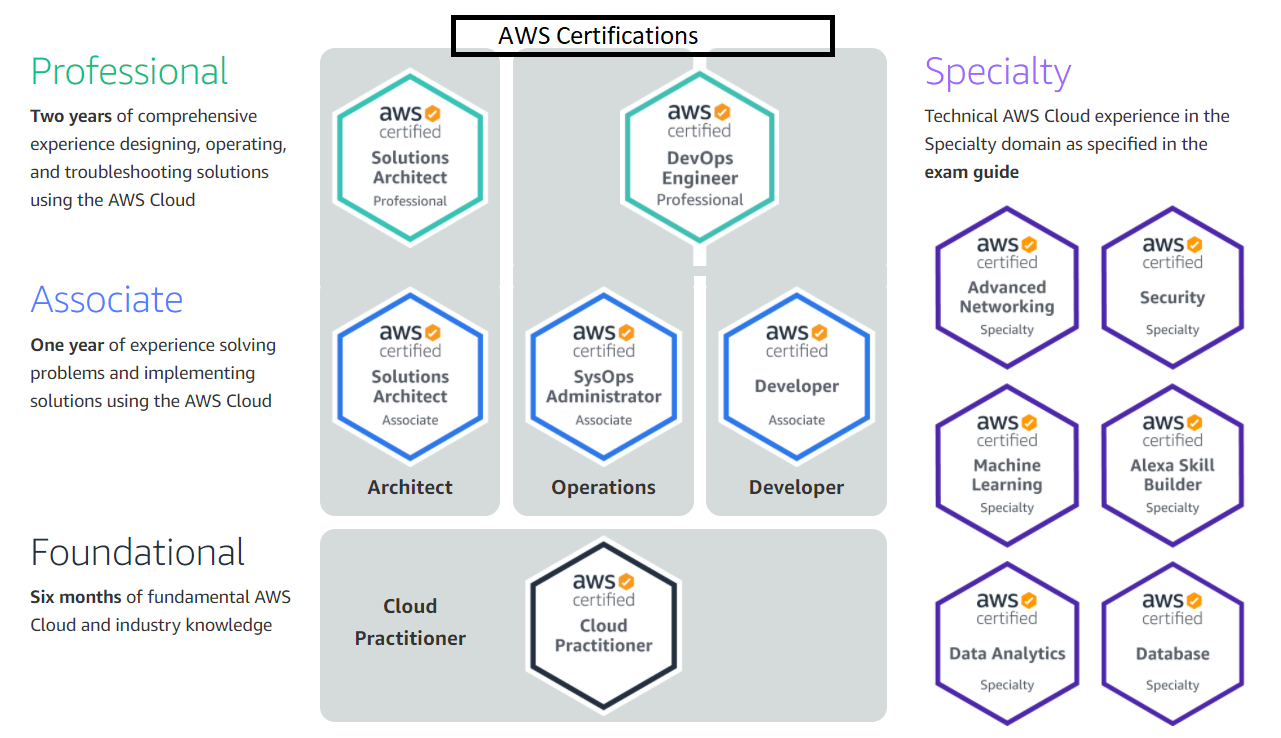 AWS Certifications
Professional
Two years of comprehensive
experience designing, operating,
and troubleshooting solutions
using the AWS Cloud
aws
certified
Solutions
Architect
Professional
aws
certified
DevOps
Engineer
Professional
Associate
One year of experience solving
problems and implementing
solutions using the AWS Cloud
aws
certified
Solutions
Architect
Associate
Architect
aws
certified
SysOps
Administrator
Associate
Operations
aws
certified
Developer
Associate
Developer
Foundational
Six months of fundamental AWS
Cloud and industry knowledge
Cloud
Practitioner
aws
certified
Cloud
Practitioner
Specialty
Technical AWS Cloud experience in the
Specialty domain as specified in the
exam guide
aws
certified
Advanced
Networking
Specialty
aws
certified
Security
Specialty
aws
certified
Machine
Learning
Specialty
aws
certified
Alexa Skill
Builder
Specialty
aws
certified
Data Analytics
Specialty
aws
certified
Database
Specialty